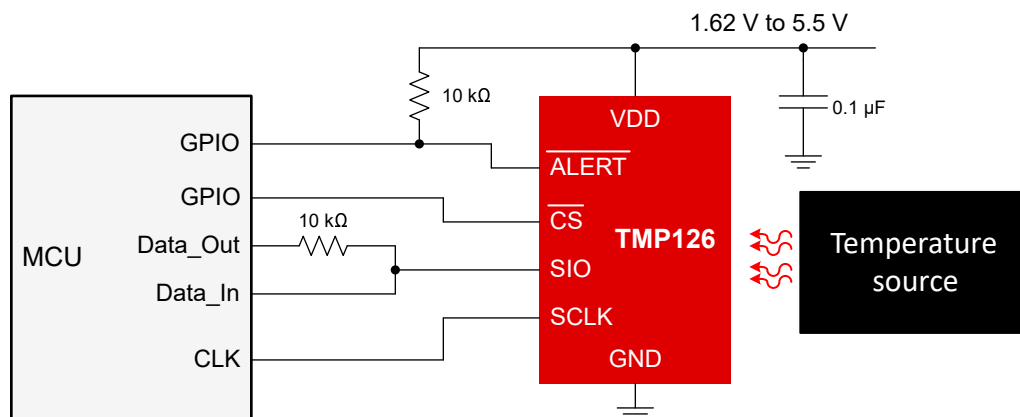 1.62 V to 5.5 V
10 kΩ
0.1 µF
VDD
GPIO
ALERT
GPIO
CS
10 kΩ
TMP126
Data_Out
MCU
SIO
Data_In
SCLK
CLK
GND
Temperature
source